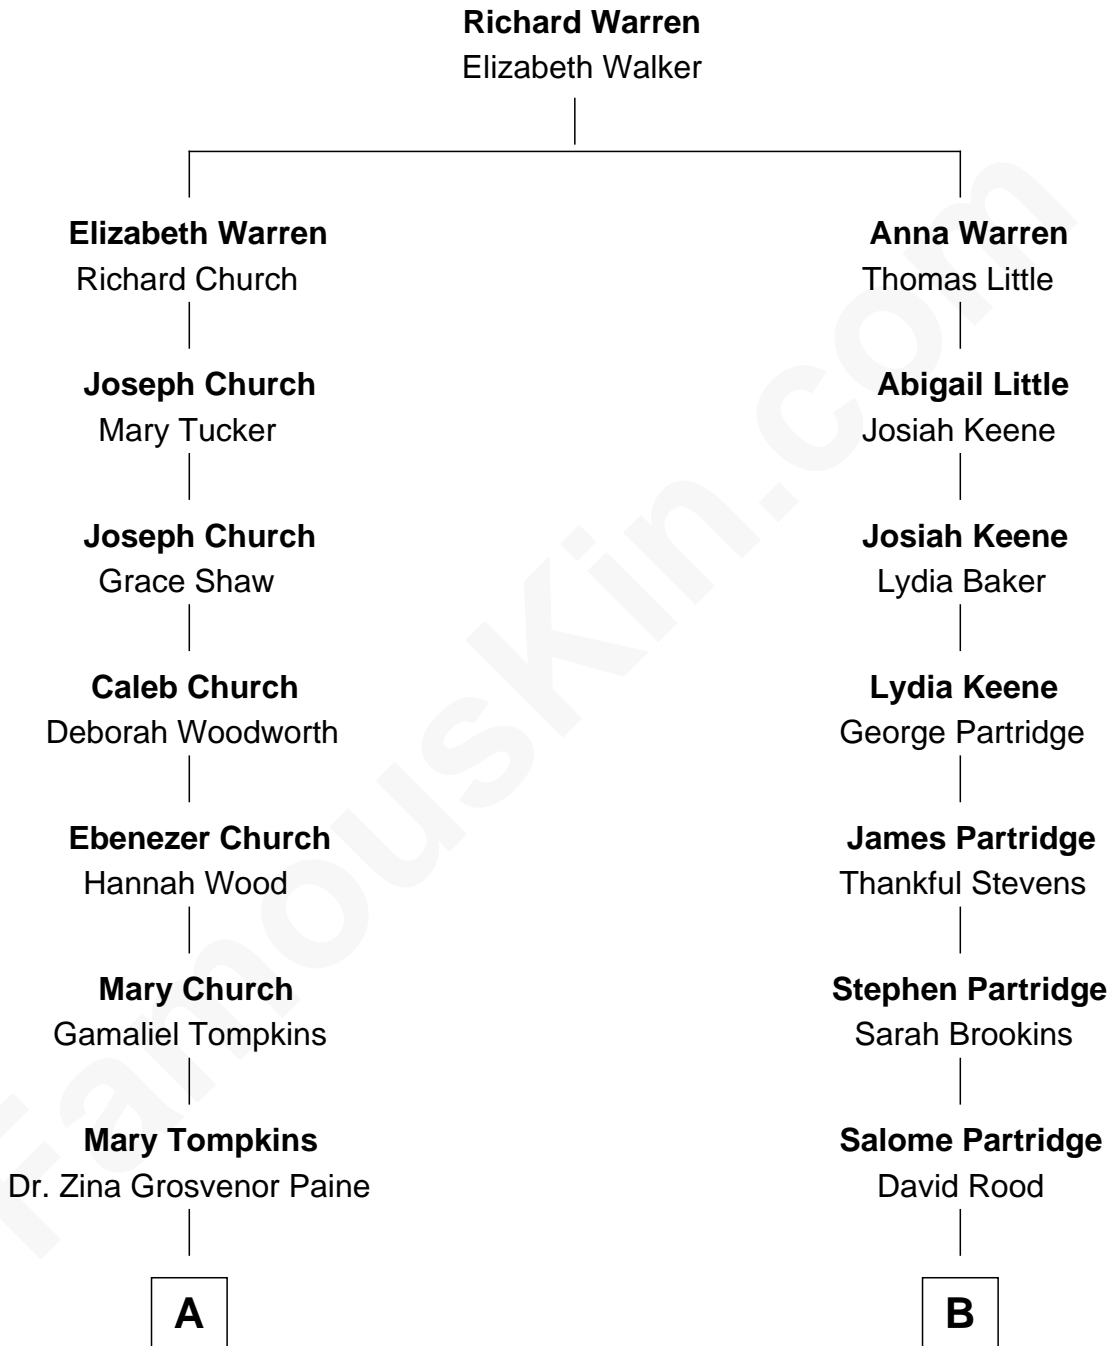 Richard Warren
Elizabeth Walker
Elizabeth Warren
Richard Church
Anna Warren
Thomas Little
Joseph Church
Mary Tucker
Abigail Little
Josiah Keene
Joseph Church
Grace Shaw
Josiah Keene
Lydia Baker
Caleb Church
Deborah Woodworth
Lydia Keene
George Partridge
Ebenezer Church
Hannah Wood
James Partridge
Thankful Stevens
Mary Church
Gamaliel Tompkins
Stephen Partridge
Sarah Brookins
Mary Tompkins
Dr. Zina Grosvenor Paine
Salome Partridge
David Rood
A
B
FamousKin.com